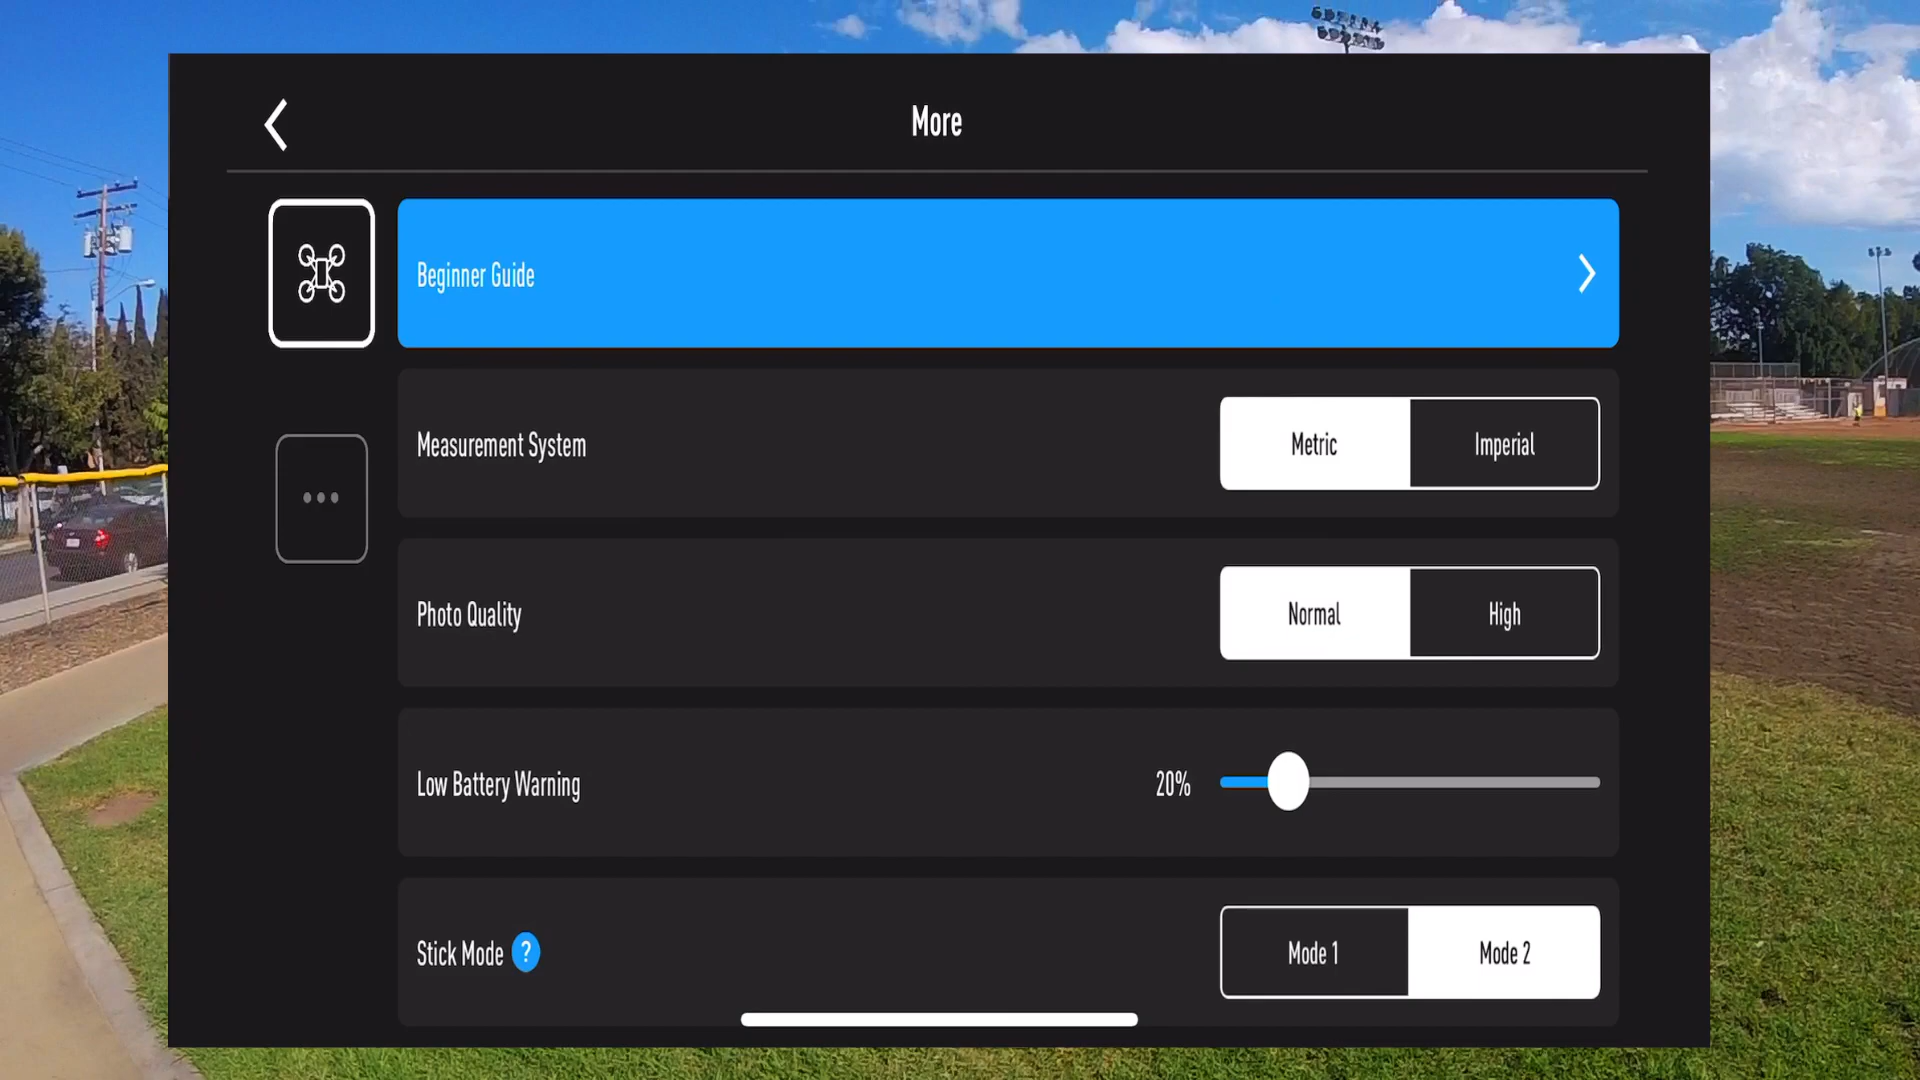 More
Beginner Guide
Measurement System
Metric
Imperial
Photo Quality
Normal
High
Low Battery Warning
20%
Stick Mode ?
Mode 1
Mode 2